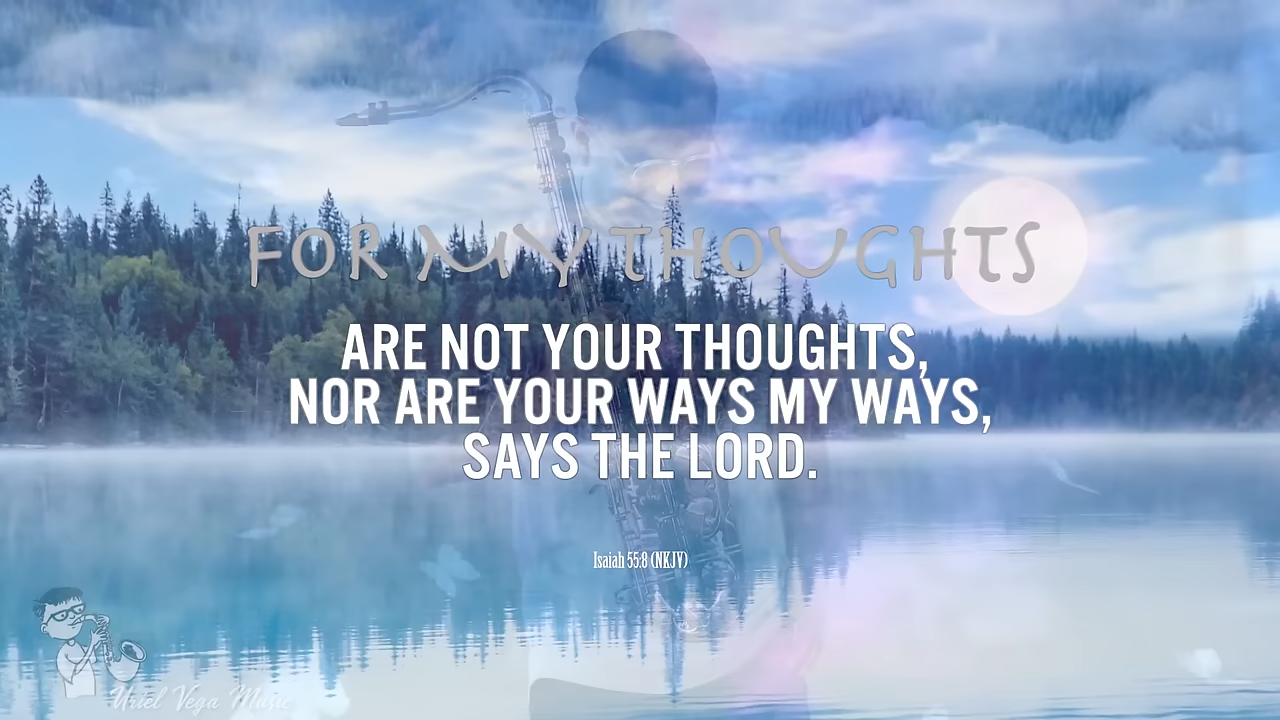 FOR MY THOUGHTS
ARE NOT YOUR THOUGHTS,
NOR ARE YOUR WAYS MY WAYS,
SAYS THE LORD.
Isaiah 55:8 (NKJV)
Uriel Vega Music